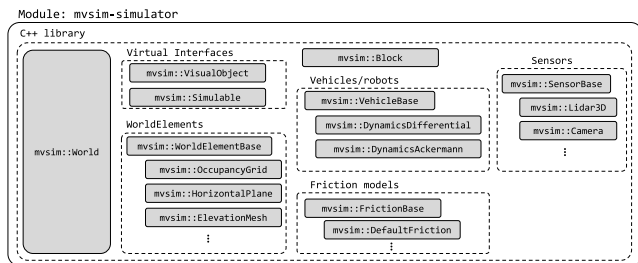 Module: mvsim-simulator
C++ library
mvsim::World
Virtual Interfaces
mvsim::VisualObject
mvsim::Simulable
WorldElements
mvsim::WorldElementBase
mvsim::OccupancyGrid
mvsim::HorizontalPlane
mvsim::ElevationMesh
⋮
mvsim::Block
Vehicles/robots
mvsim::VehicleBase
mvsim::DynamicsDifferential
mvsim::DynamicsAckermann
Friction models
mvsim::FrictionBase
mvsim::DefaultFriction
⋮
Sensors
mvsim::SensorBase
mvsim::Lidar3D
mvsim::Camera
⋮